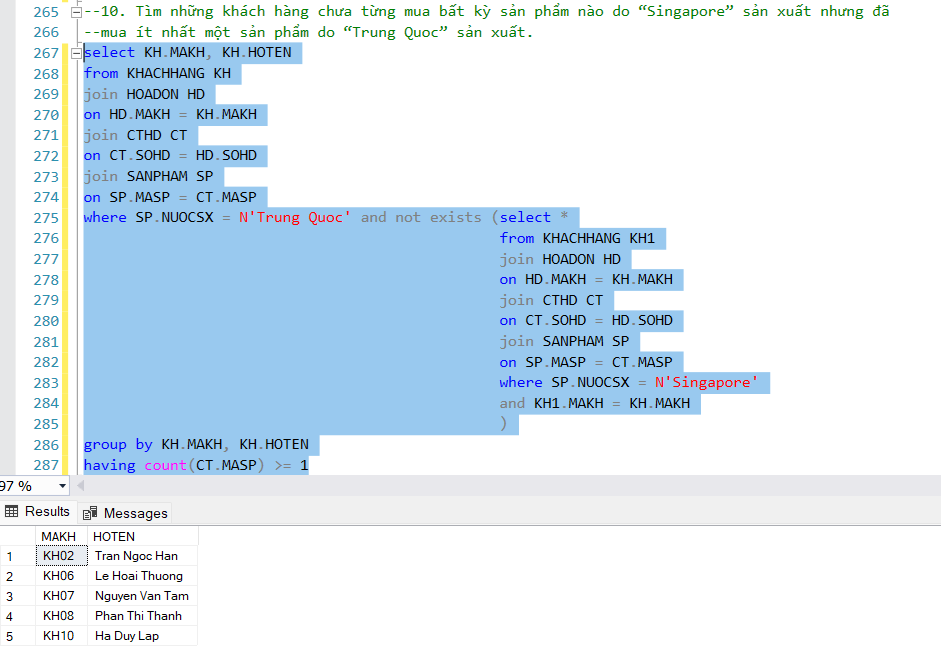 265 --10. Tìm những khách hàng chưa từng mua bất kỳ sản phẩm nào do “Singapore” sản xuất nhưng đã
266 --mua ít nhất một sản phẩm do “Trung Quoc” sản xuất.
267 select KH.MAKH, KH.HOTEN
268 from KHACHHANG KH
269 join HOADON HD
270 on HD.MAKH = KH.MAKH
271 join CTHD CT
272 on CT.SOHD = HD.SOHD
273 join SANPHAM SP
274 on SP.MASP = CT.MASP
275 where SP.NUOCSX = N'Trung Quoc' and not exists (select *
276 from KHACHHANG KH1
277 join HOADON HD
278 on HD.MAKH = KH.MAKH
279 join CTHD CT
280 on CT.SOHD = HD.SOHD
281 join SANPHAM SP
282 on SP.MASP = CT.MASP
283 where SP.NUOCSX = N'Singapore'
284 and KH1.MAKH = KH.MAKH
285 )
286 group by KH.MAKH, KH.HOTEN
287 having count(CT.MASP) >= 1
97 %
Results Messages
MAKH HOTEN
1 KH02 Tran Ngoc Han
2 KH06 Le Hoai Thuong
3 KH07 Nguyen Van Tam
4 KH08 Phan Thi Thanh
5 KH10 Ha Duy Lap